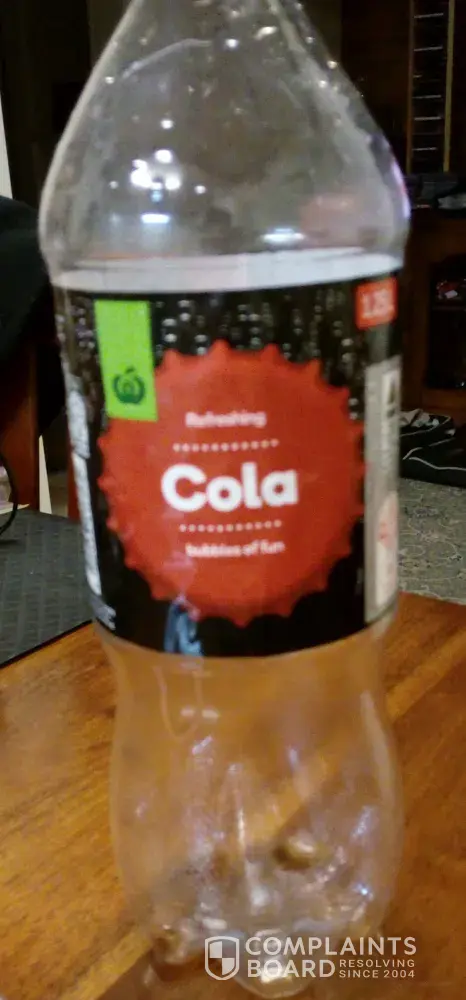 1.25L
Refreshing
Cola
bubbles of fun
COMPLAINTS
BOARD RESOLVING
SINCE 2004